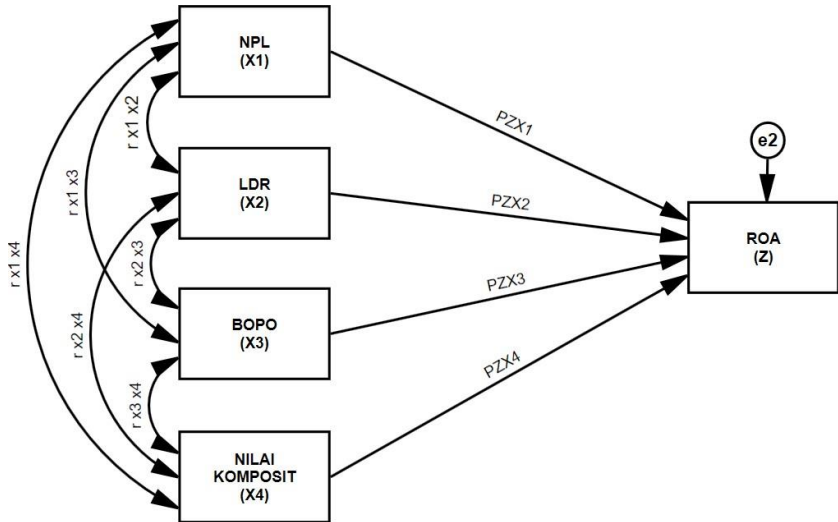 NPL
(X1)
r x1 x2
PZX1
e2
LDR
(X2)
r x1 x3
PZX2
ROA
(Z)
r x1 x4
r x2 x3
PZX3
r x2 x4
BOPO
(X3)
PZX4
r x3 x4
NILAI
KOMPOSIT
(X4)